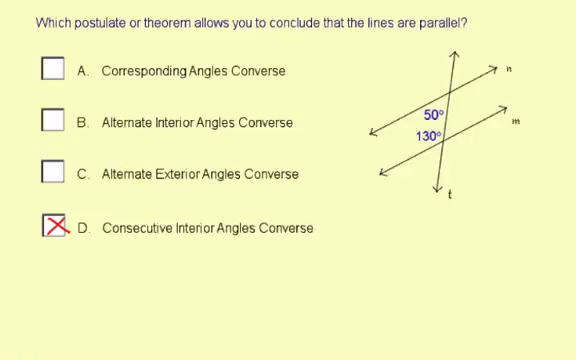 Which postulate or theorem allows you to conclude that the lines are parallel?
A. Corresponding Angles Converse
B. Alternate Interior Angles Converse
C. Alternate Exterior Angles Converse
D. Consecutive Interior Angles Converse
n
50°
m
130°
t